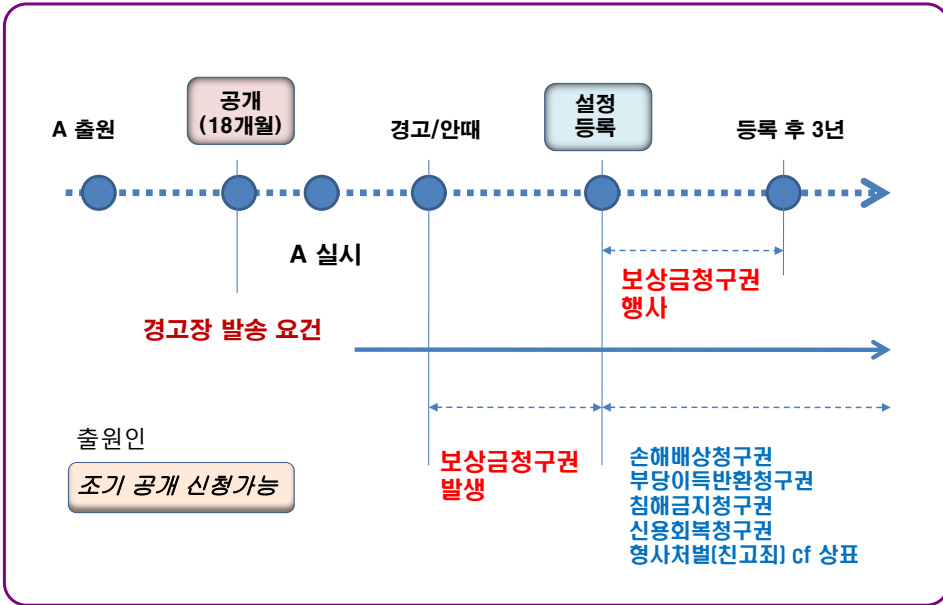 A 출원
공개
(18개월)
경고/안때
설정
등록
등록 후 3년
A 실시
보상금청구권
행사
경고장 발송 요건
출원인
조기 공개 신청가능
보상금청구권
발생
손해배상청구권
부당이득반환청구권
침해금지청구권
신용회복청구권
형사처벌(친고죄) cf 상표